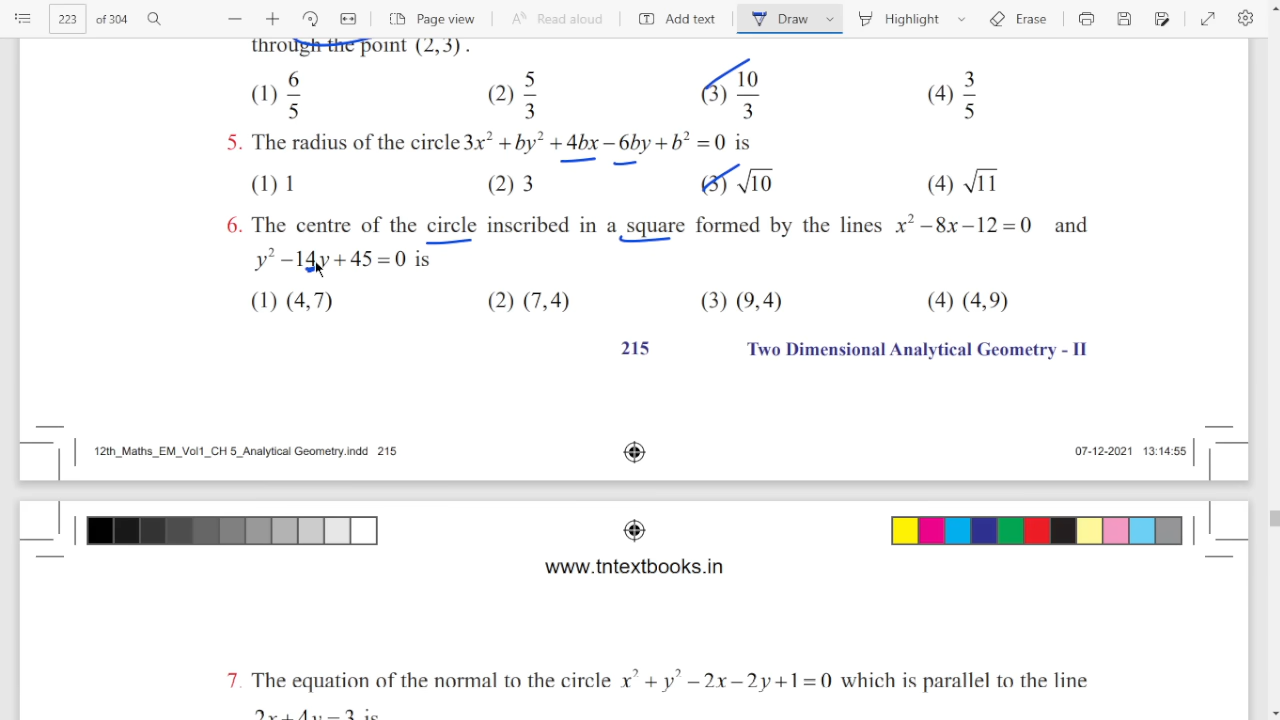 223 of 304 Page view Read aloud Add text Draw Highlight Erase
through the point (2,3).
(1) 6/5 (2) 5/3 (3) 10/3 (4) 3/5
5. The radius of the circle 3x² + by² + 4bx − 6by + b² = 0 is
(1) 1 (2) 3 (3) √10 (4) √11
6. The centre of the circle inscribed in a square formed by the lines x² − 8x − 12 = 0 and
y² − 14y + 45 = 0 is
(1) (4,7) (2) (7,4) (3) (9,4) (4) (4,9)
215 Two Dimensional Analytical Geometry - II
12th_Maths_EM_Vol1_CH 5_Analytical Geometry.indd 215 07-12-2021 13:14:55
www.tntextbooks.in
7. The equation of the normal to the circle x² + y² − 2x − 2y + 1 = 0 which is parallel to the line
2x + 4y = 3 is